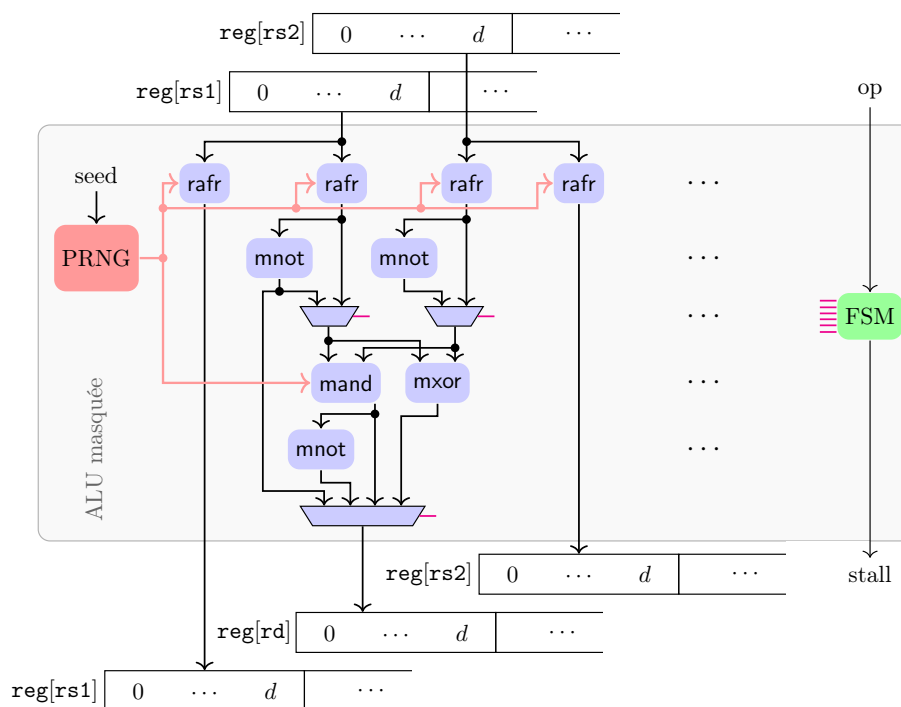 reg[rs2] 0 ⋯ d ⋯
reg[rs1] 0 ⋯ d ⋯
op
seed
rafr rafr rafr rafr ⋯
PRNG mnot mnot ⋯
⋯ FSM
mand mxor ⋯
ALU masquée
mnot ⋯
reg[rs2] 0 ⋯ d ⋯
stall
reg[rd] 0 ⋯ d ⋯
reg[rs1] 0 ⋯ d ⋯